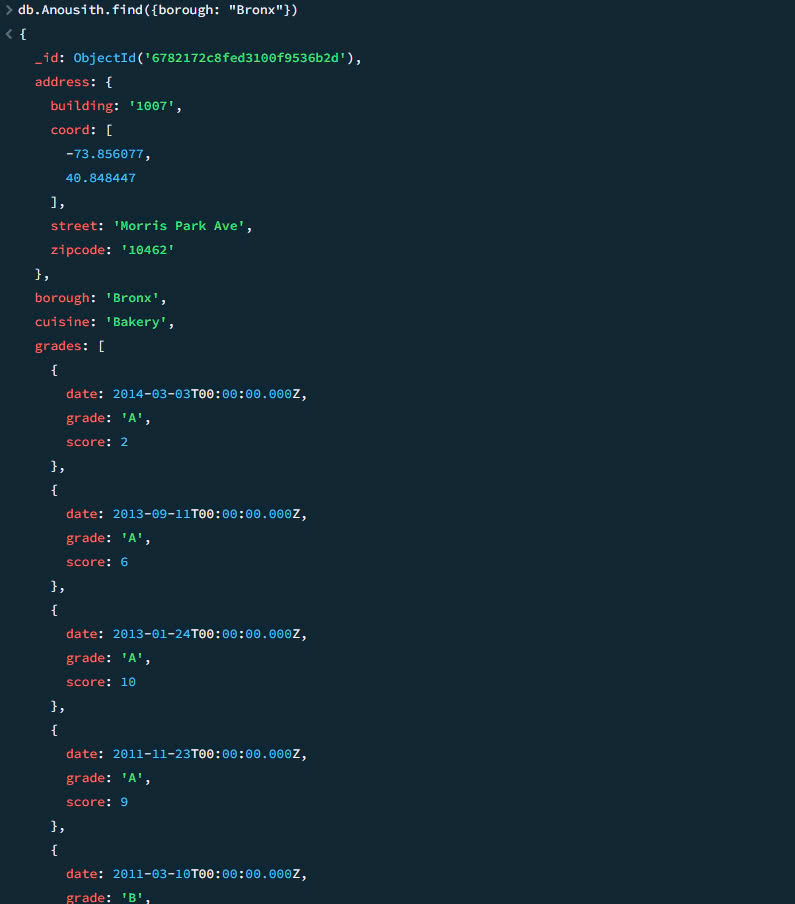 db.Anousith.find({borough: "Bronx"})
{
_id: ObjectId('6782172c8fed3100f9536b2d'),
address: {
building: '1007',
coord: [
-73.856077,
40.848447
],
street: 'Morris Park Ave',
zipcode: '10462'
},
borough: 'Bronx',
cuisine: 'Bakery',
grades: [
{
date: 2014-03-03T00:00:00.000Z,
grade: 'A',
score: 2
},
{
date: 2013-09-11T00:00:00.000Z,
grade: 'A',
score: 6
},
{
date: 2013-01-24T00:00:00.000Z,
grade: 'A',
score: 10
},
{
date: 2011-11-23T00:00:00.000Z,
grade: 'A',
score: 9
},
{
date: 2011-03-10T00:00:00.000Z,
grade: 'B',